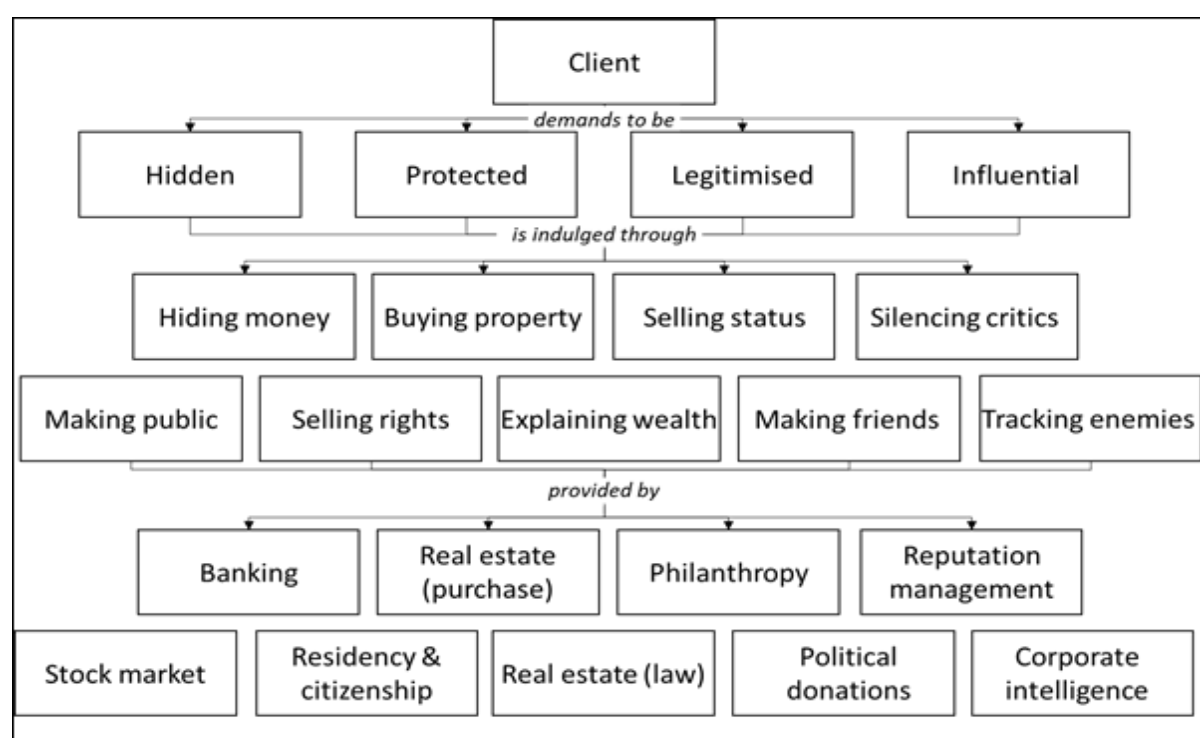 Client
demands to be
Hidden
Protected
Legitimised
Influential
is indulged through
Hiding money
Buying property
Selling status
Silencing critics
Making public
Selling rights
Explaining wealth
Making friends
Tracking enemies
provided by
Banking
Real estate
(purchase)
Philanthropy
Reputation
management
Stock market
Residency &
citizenship
Real estate (law)
Political
donations
Corporate
intelligence